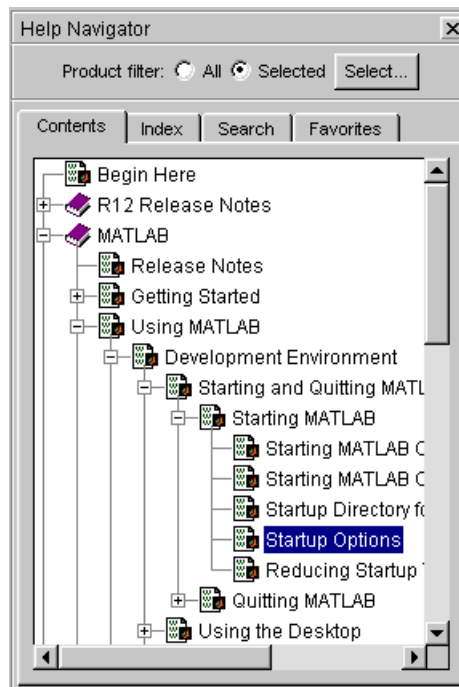 Help Navigator
Product filter: All Selected Select...
Contents Index Search Favorites
Begin Here
R12 Release Notes
MATLAB
Release Notes
Getting Started
Using MATLAB
Development Environment
Starting and Quitting MATL
Starting MATLAB
Starting MATLAB
Starting MATLAB
Startup Directory fo
Startup Options
Reducing Startup
Quitting MATLAB
Using the Desktop